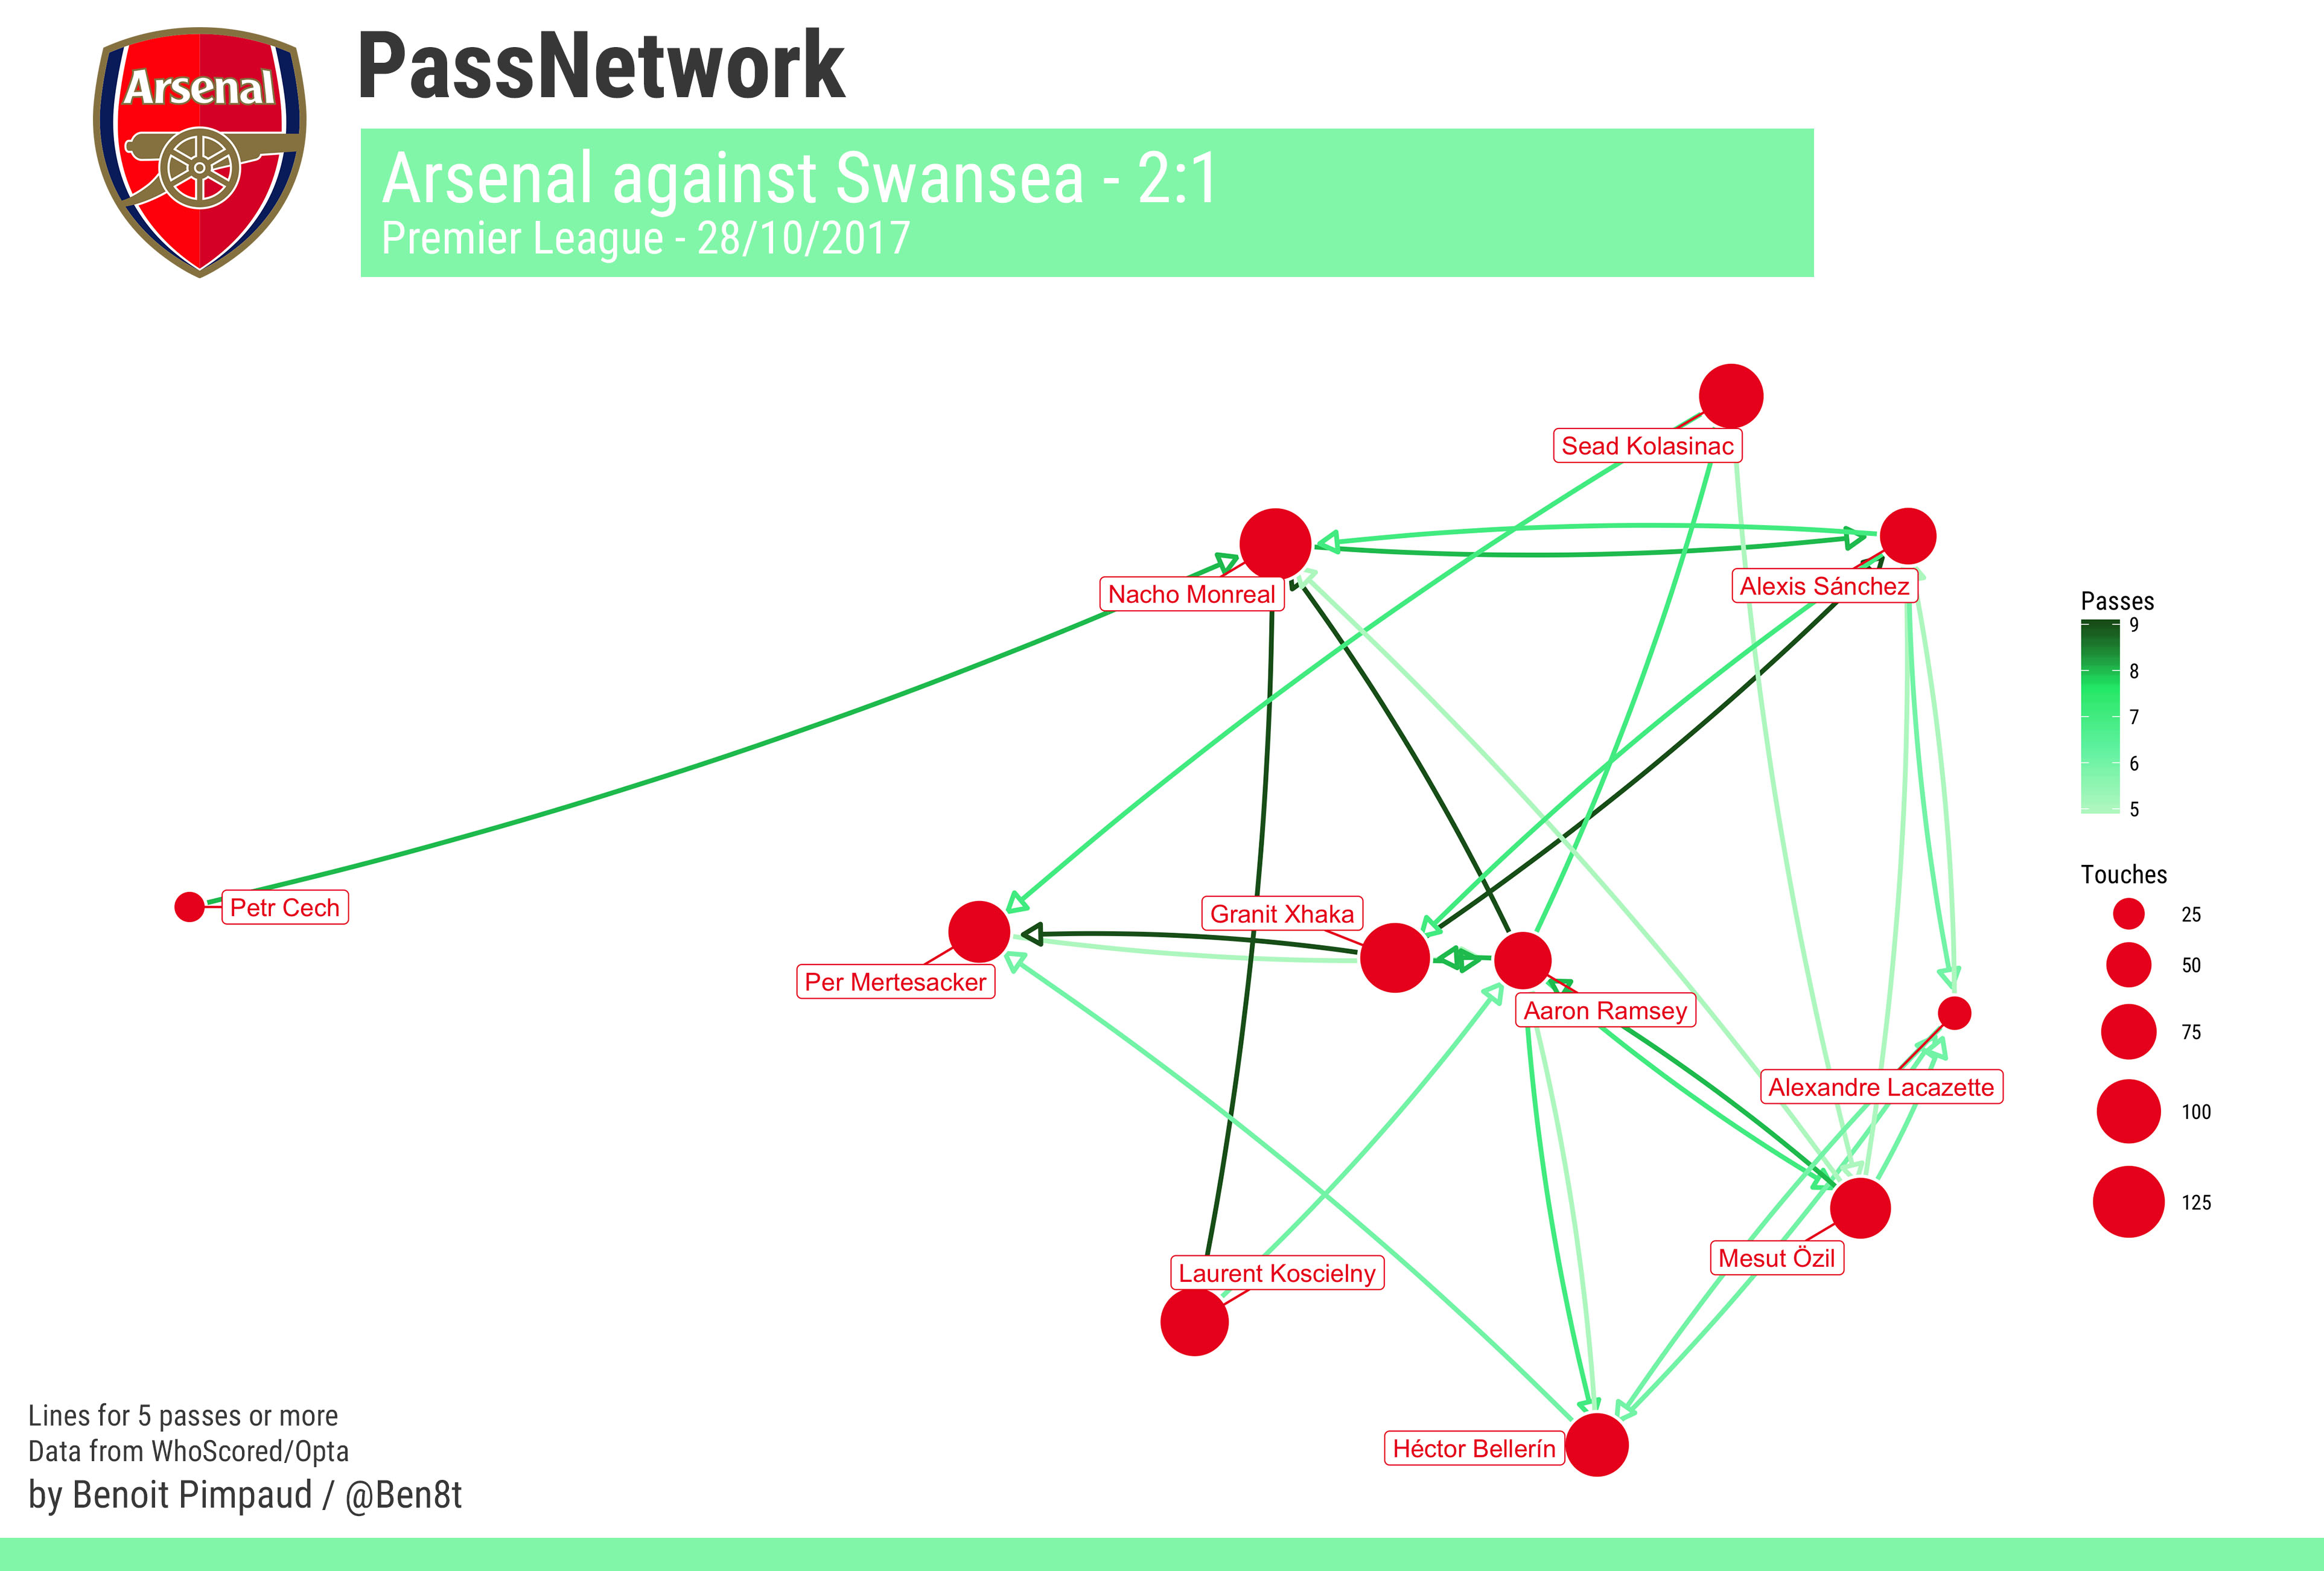 Arsenal
PassNetwork
Arsenal against Swansea - 2:1
Premier League - 28/10/2017
Sead Kolasinac
Nacho Monreal
Alexis Sánchez
Petr Cech
Granit Xhaka
Per Mertesacker
Aaron Ramsey
Alexandre Lacazette
Mesut Özil
Laurent Koscielny
Héctor Bellerín
Passes
9
8
7
6
5
Touches
25
50
75
100
125
Lines for 5 passes or more
Data from WhoScored/Opta
by Benoit Pimpaud / @Ben8t